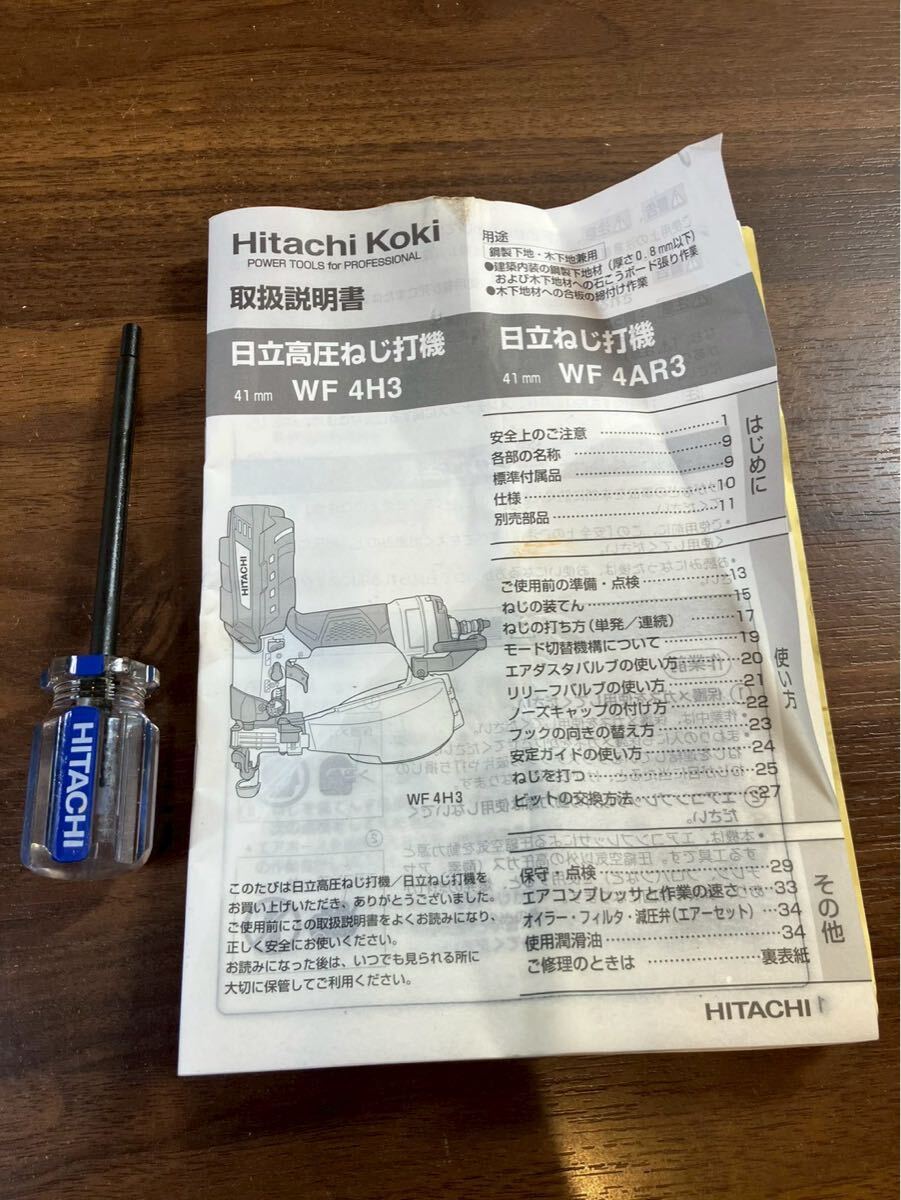 Hitachi Koki
POWER TOOLS for PROFESSIONAL
取扱説明書
日立高圧ねじ打機
41mm WF 4H3
用途
鋼製下地・木下地兼用
●建築内装の鋼製下地材(厚さ0.8mm以下)
および木下地材への石こうボード張り作業
●木下地材への合板の締付け作業
日立ねじ打機
41mm WF 4AR3
はじめに
安全上のご注意 1
各部の名称 9
標準付属品 9
仕様 10
別売部品 11
使い方
ご使用前の準備・点検 13
ねじの装てん 15
ねじの打ち方(単発/連続) 17
モード切替機構について 19
エアダスタバルブの使い方 20
リリーフバルブの使い方 21
ノーズキャップの付け方 22
フックの向きの替え方 23
安定ガイドの使い方 24
ねじを打つ 25
ビットの交換方法 27
その他
保守・点検 29
エアコンプレッサと作業の速さ 33
オイラー・フィルタ・減圧弁(エアーセット) 34
使用潤滑油 34
ご修理のときは 裏表紙
HITACHI
WF 4H3
このたびは日立高圧ねじ打機/日立ねじ打機を
お買い上げいただき、ありがとうございました。
ご使用前にこの取扱説明書をよくお読みになり、
正しく安全にお使いください。
お読みになった後は、いつでも見られる所に
大切に保管してご利用ください。
HITACHI
HITACHI